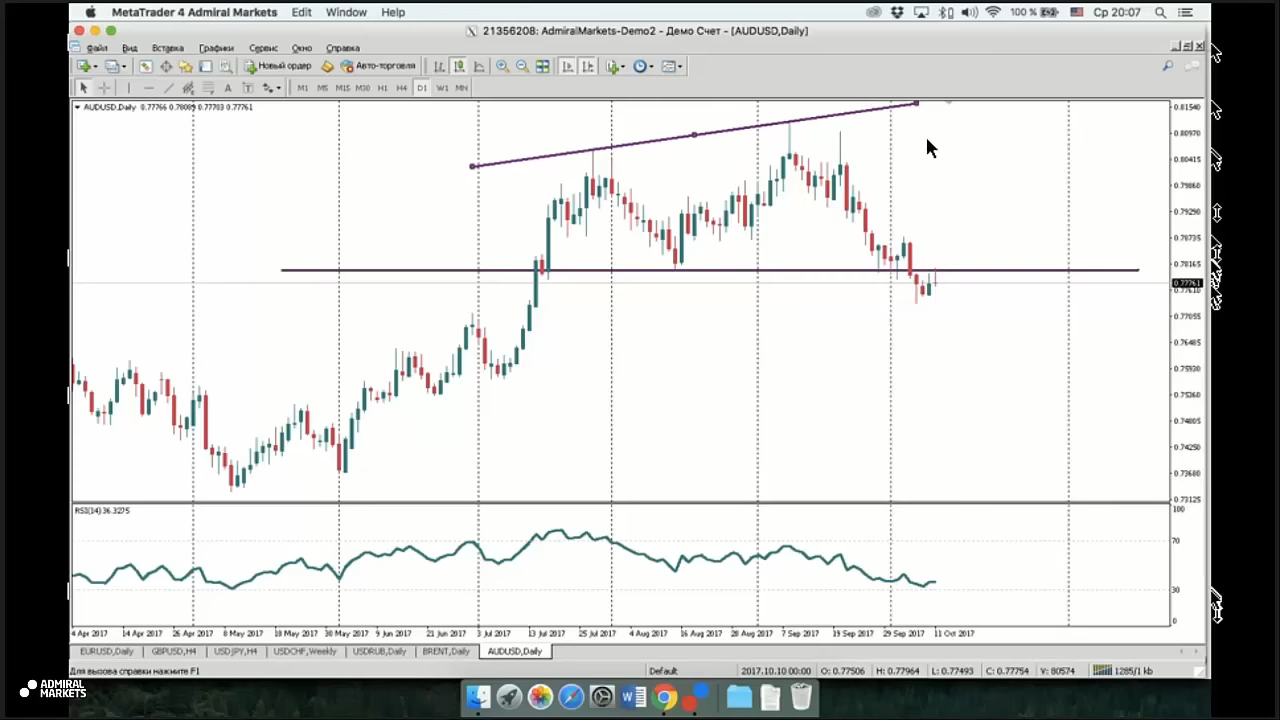 MetaTrader 4 Admiral Markets Edit Window Help 100 % Ср 20:07
21356208: AdmiralMarkets-Demo2 - Демо Счет - [AUDUSD,Daily]
Файл Вид Вставка Графики Сервис Окно Справка
Новый ордер Авто-торговля
A T M1 M5 M15 M30 H1 H4 D1 W1 MN
AUDUSD,Daily 0.77766 0.78089 0.77703 0.77761
0.81540
0.80970
0.80415
0.79860
0.79290
0.78735
0.78165
0.77761
0.77610
0.77055
0.76485
0.75930
0.75360
0.74805
0.74250
0.73680
0.73125
RSI(14) 36.3275
100
70
30
0
4 Apr 2017 14 Apr 2017 26 Apr 2017 8 May 2017 18 May 2017 30 May 2017 9 Jun 2017 21 Jun 2017 3 Jul 2017 13 Jul 2017 25 Jul 2017 4 Aug 2017 16 Aug 2017 28 Aug 2017 7 Sep 2017 19 Sep 2017 29 Sep 2017 11 Oct 2017
EURUSD,Daily GBPUSD,H4 USDJPY,H4 USDCHF,Weekly USDRUB,Daily BRENT,Daily AUDUSD,Daily
Для вызова справки нажмите F1 Default 2017.10.10 00:00 O: 0.77506 H: 0.77964 L: 0.77493 C: 0.77754 V: 80574 1285/1 kb
ADMIRAL
MARKETS